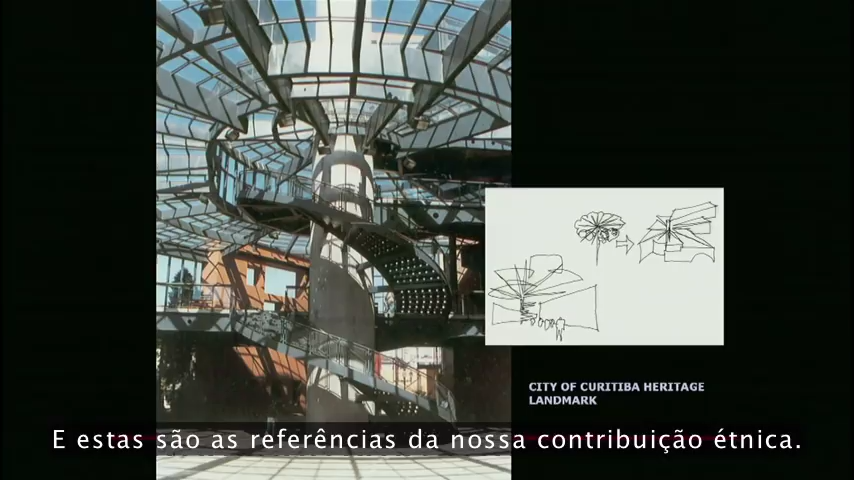 CITY OF CURITIBA HERITAGE
LANDMARK
E estas são as referências da nossa contribuição étnica.